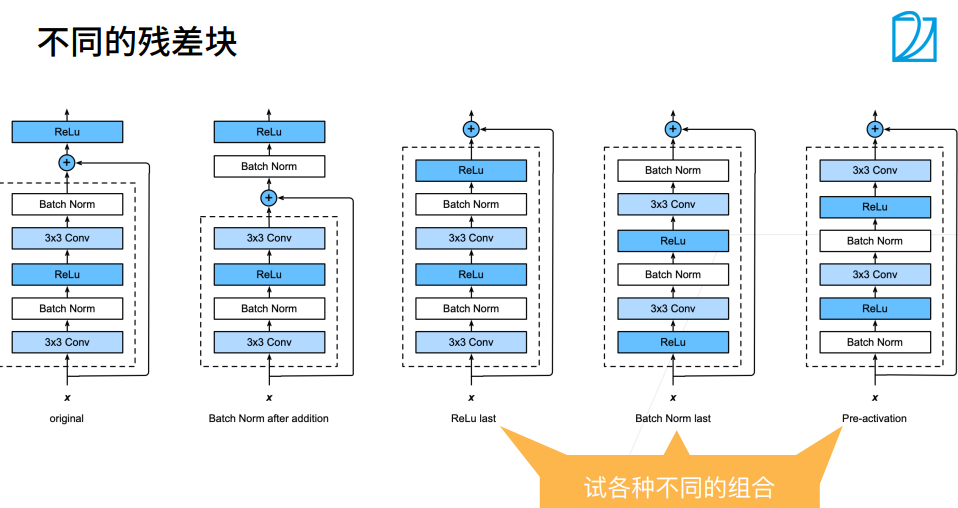 不同的残差块
ReLu
Batch Norm
3x3 Conv
ReLu
Batch Norm
3x3 Conv
x
original
ReLu
Batch Norm
3x3 Conv
ReLu
Batch Norm
3x3 Conv
x
Batch Norm after addition
ReLu
Batch Norm
3x3 Conv
ReLu
Batch Norm
3x3 Conv
x
ReLu last
Batch Norm
3x3 Conv
ReLu
Batch Norm
3x3 Conv
ReLu
x
Batch Norm last
3x3 Conv
ReLu
Batch Norm
3x3 Conv
ReLu
Batch Norm
x
Pre-activation
试各种不同的组合